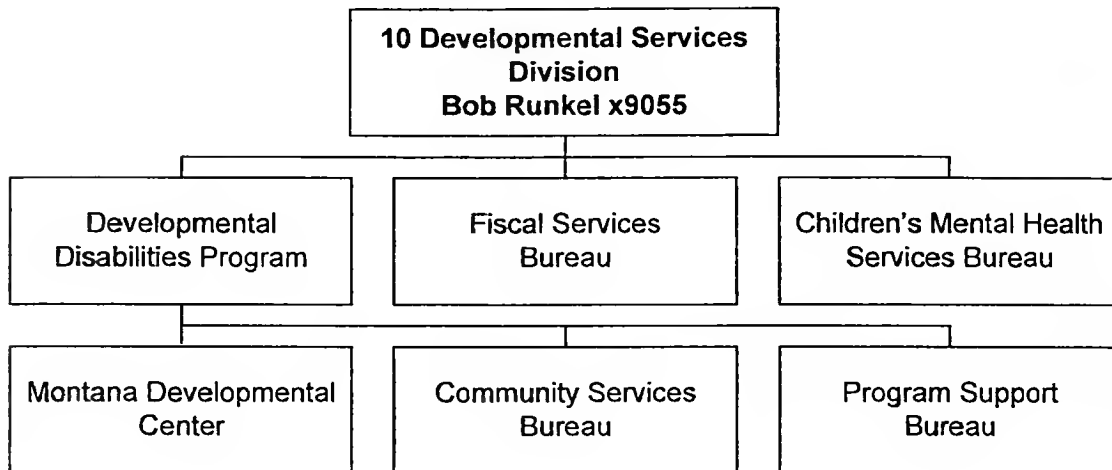 10 Developmental Services
Division
Bob Runkel x9055
Developmental
Disabilities Program
Fiscal Services
Bureau
Children's Mental Health
Services Bureau
Montana Developmental
Center
Community Services
Bureau
Program Support
Bureau